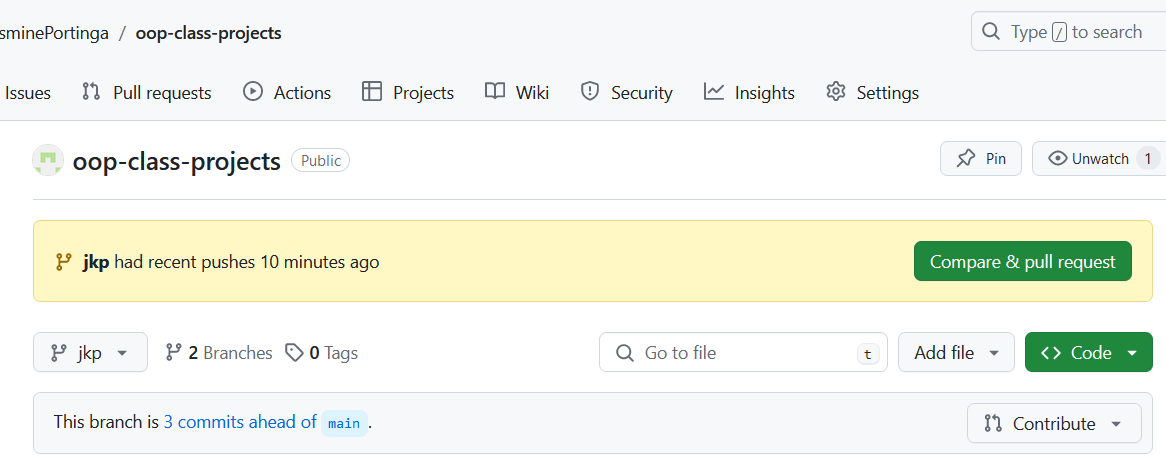 sminePortinga / oop-class-projects
Type / to search
Issues Pull requests Actions Projects Wiki Security Insights Settings
oop-class-projects Public
Pin Unwatch 1
jkp had recent pushes 10 minutes ago
Compare & pull request
jkp 2 Branches 0 Tags
Go to file t
Add file
Code
This branch is 3 commits ahead of main.
Contribute